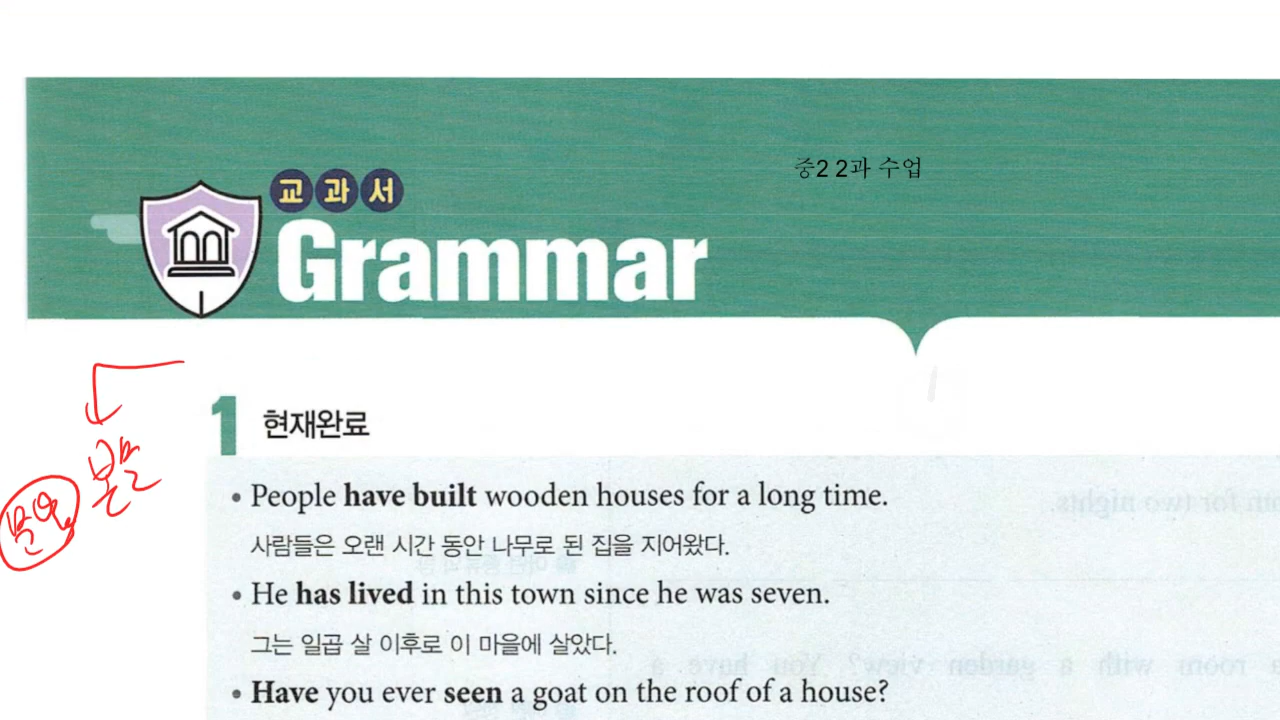 중2 2과 수업
교과서
Grammar
1 현재완료
• People have built wooden houses for a long time.
사람들은 오랜 시간 동안 나무로 된 집을 지어왔다.
• He has lived in this town since he was seven.
그는 일곱 살 이후로 이 마을에 살았다.
• Have you ever seen a goat on the roof of a house?